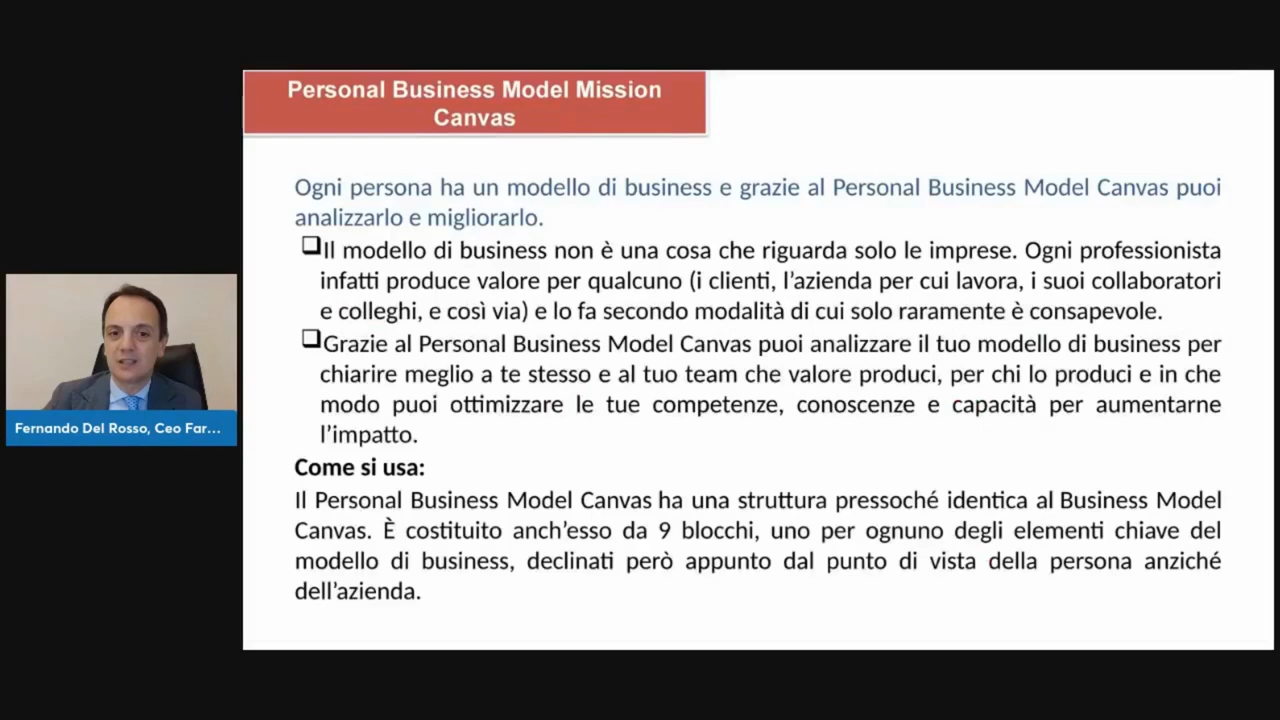 Personal Business Model Mission
Canvas
Ogni persona ha un modello di business e grazie al Personal Business Model Canvas puoi
analizzarlo e migliorarlo.
Il modello di business non è una cosa che riguarda solo le imprese. Ogni professionista
infatti produce valore per qualcuno (i clienti, l’azienda per cui lavora, i suoi collaboratori
e colleghi, e così via) e lo fa secondo modalità di cui solo raramente è consapevole.
Grazie al Personal Business Model Canvas puoi analizzare il tuo modello di business per
chiarire meglio a te stesso e al tuo team che valore produci, per chi lo produci e in che
modo puoi ottimizzare le tue competenze, conoscenze e capacità per aumentarne
l’impatto.
Come si usa:
Il Personal Business Model Canvas ha una struttura pressoché identica al Business Model
Canvas. È costituito anch’esso da 9 blocchi, uno per ognuno degli elementi chiave del
modello di business, declinati però appunto dal punto di vista della persona anziché
dell’azienda.
Fernando Del Rosso, Ceo Far...